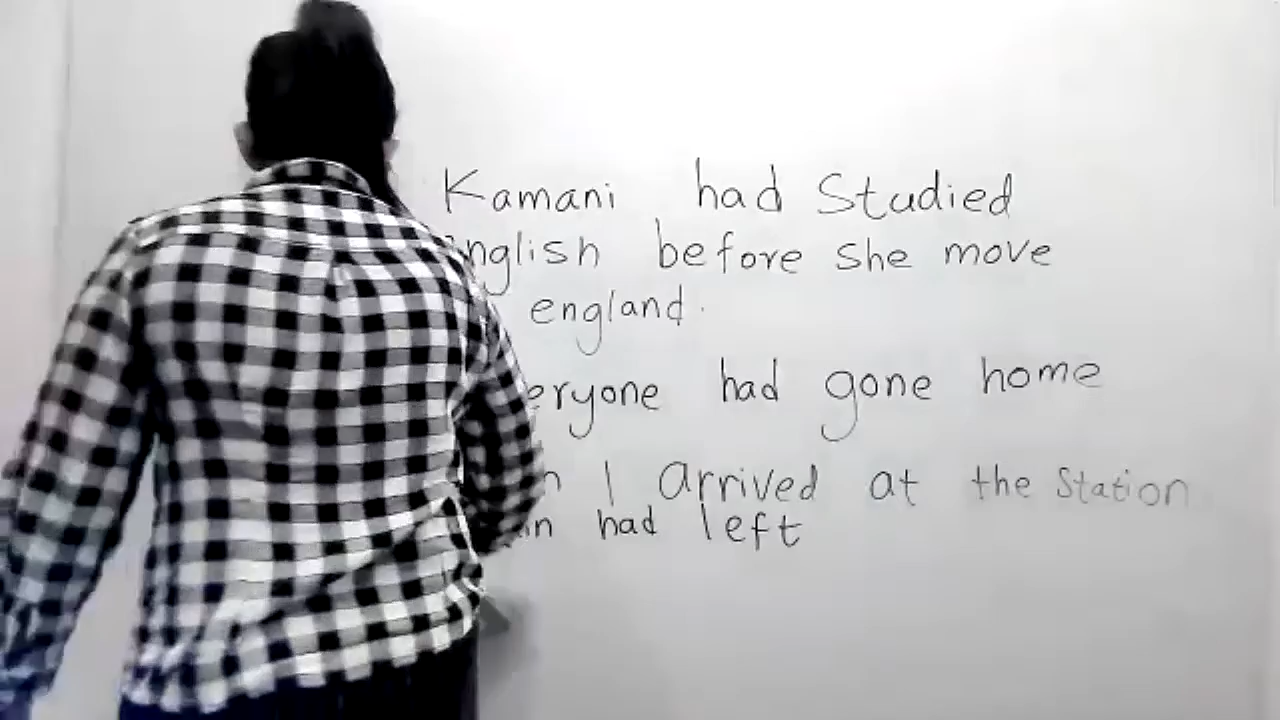 Kamani had Studied
nglish before she move
england.
eryone had gone home
n I Arrived at the Station
in had left